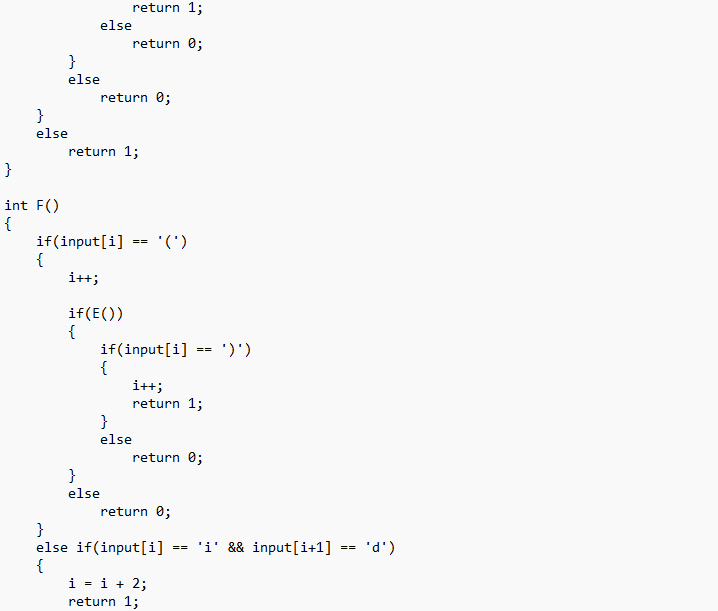 return 1;
            else
                return 0;
        }
        else
            return 0;
    }
    else
        return 1;
}

int F()
{
    if(input[i] == '(')
    {
        i++;

        if(E())
        {
            if(input[i] == ')')
            {
                i++;
                return 1;
            }
            else
                return 0;
        }
        else
            return 0;
    }
    else if(input[i] == 'i' && input[i+1] == 'd')
    {
        i = i + 2;
        return 1;